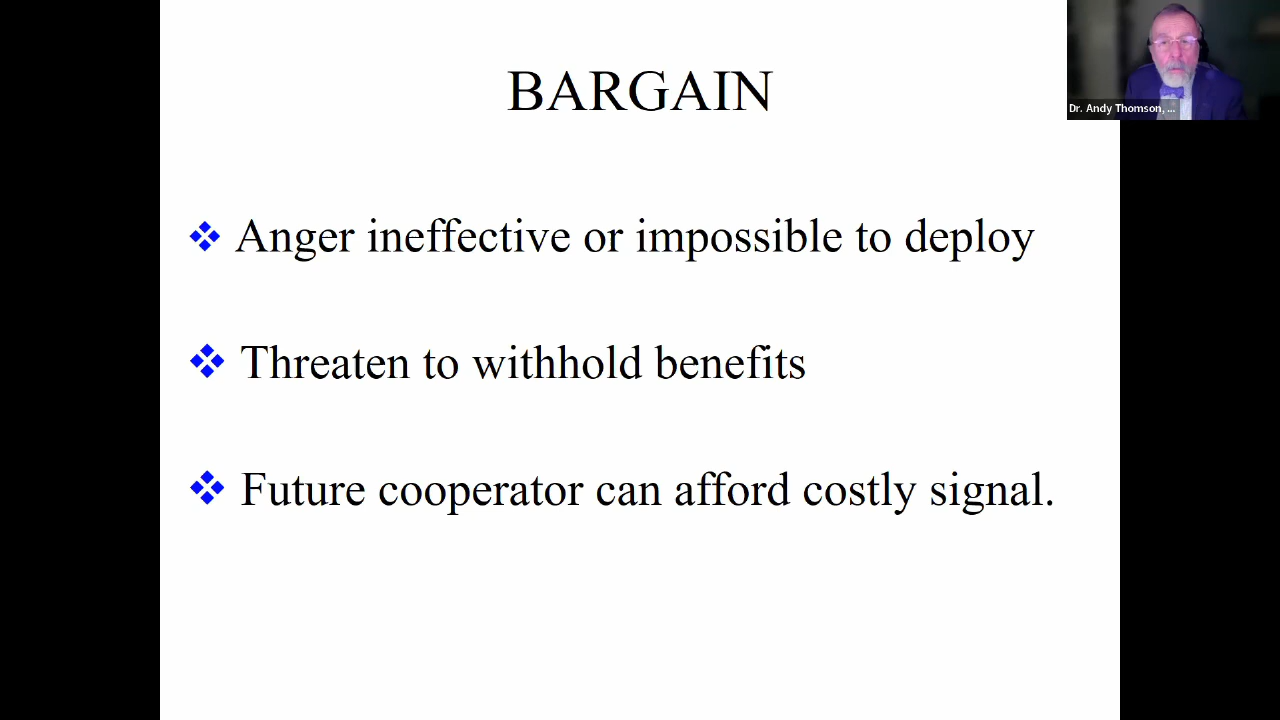 BARGAIN
Dr. Andy Thomson, ...
❖ Anger ineffective or impossible to deploy
❖ Threaten to withhold benefits
❖ Future cooperator can afford costly signal.